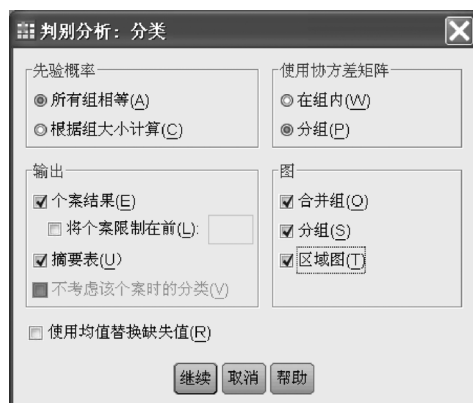 判别分析：分类
先验概率
所有组相等(A)
根据组大小计算(C)
使用协方差矩阵
在组内(W)
分组(P)
输出
个案结果(E)
将个案限制在前(L):
摘要表(U)
不考虑该个案时的分类(V)
图
合并组(O)
分组(S)
区域图(T)
使用均值替换缺失值(R)
继续 取消 帮助